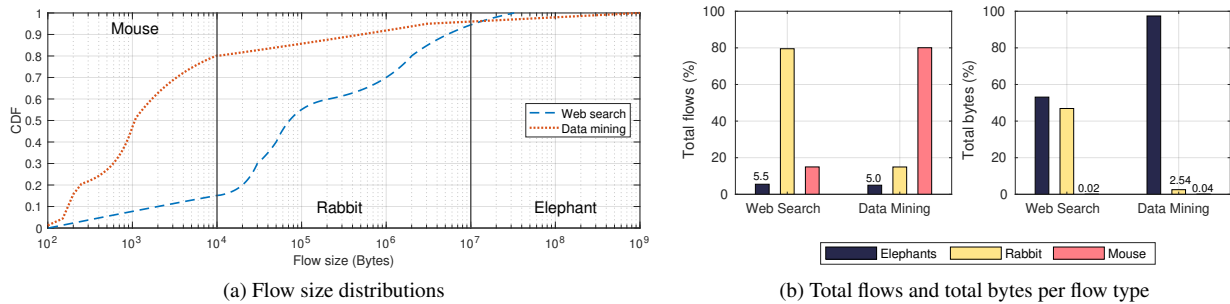 Mouse
Rabbit
Elephant
CDF
1
0.9
0.8
0.7
0.6
0.5
0.4
0.3
0.2
0.1
0
10^2
10^3
10^4
10^5
10^6
10^7
10^8
10^9
Flow size (Bytes)
Web search
Data mining
(a) Flow size distributions
Total flows (%)
100
80
60
40
20
0
5.5
5.0
Web Search
Data Mining
Total bytes (%)
100
80
60
40
20
0
0.02
2.54
0.04
Web Search
Data Mining
Elephants
Rabbit
Mouse
(b) Total flows and total bytes per flow type